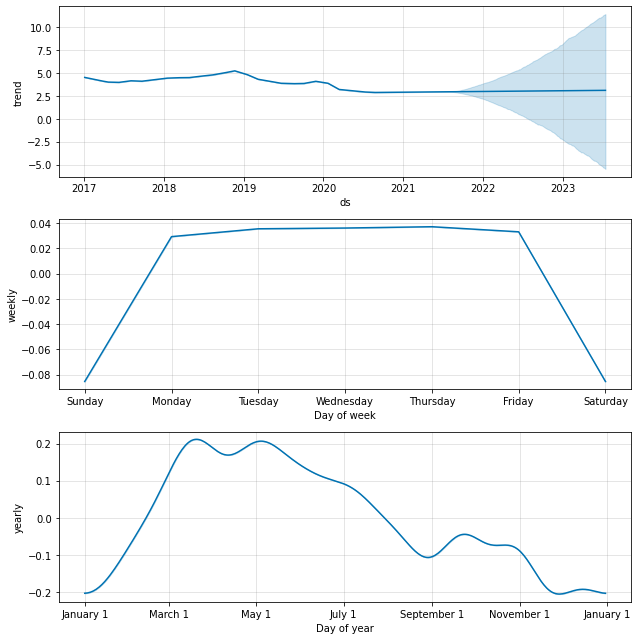 10.0
7.5
5.0
2.5
0.0
−2.5
−5.0
trend
2017 2018 2019 2020 2021 2022 2023
ds
0.04
0.02
0.00
−0.02
−0.04
−0.06
−0.08
weekly
Sunday Monday Tuesday Wednesday Thursday Friday Saturday
Day of week
0.2
0.1
0.0
−0.1
−0.2
yearly
January 1 March 1 May 1 July 1 September 1 November 1 January 1
Day of year